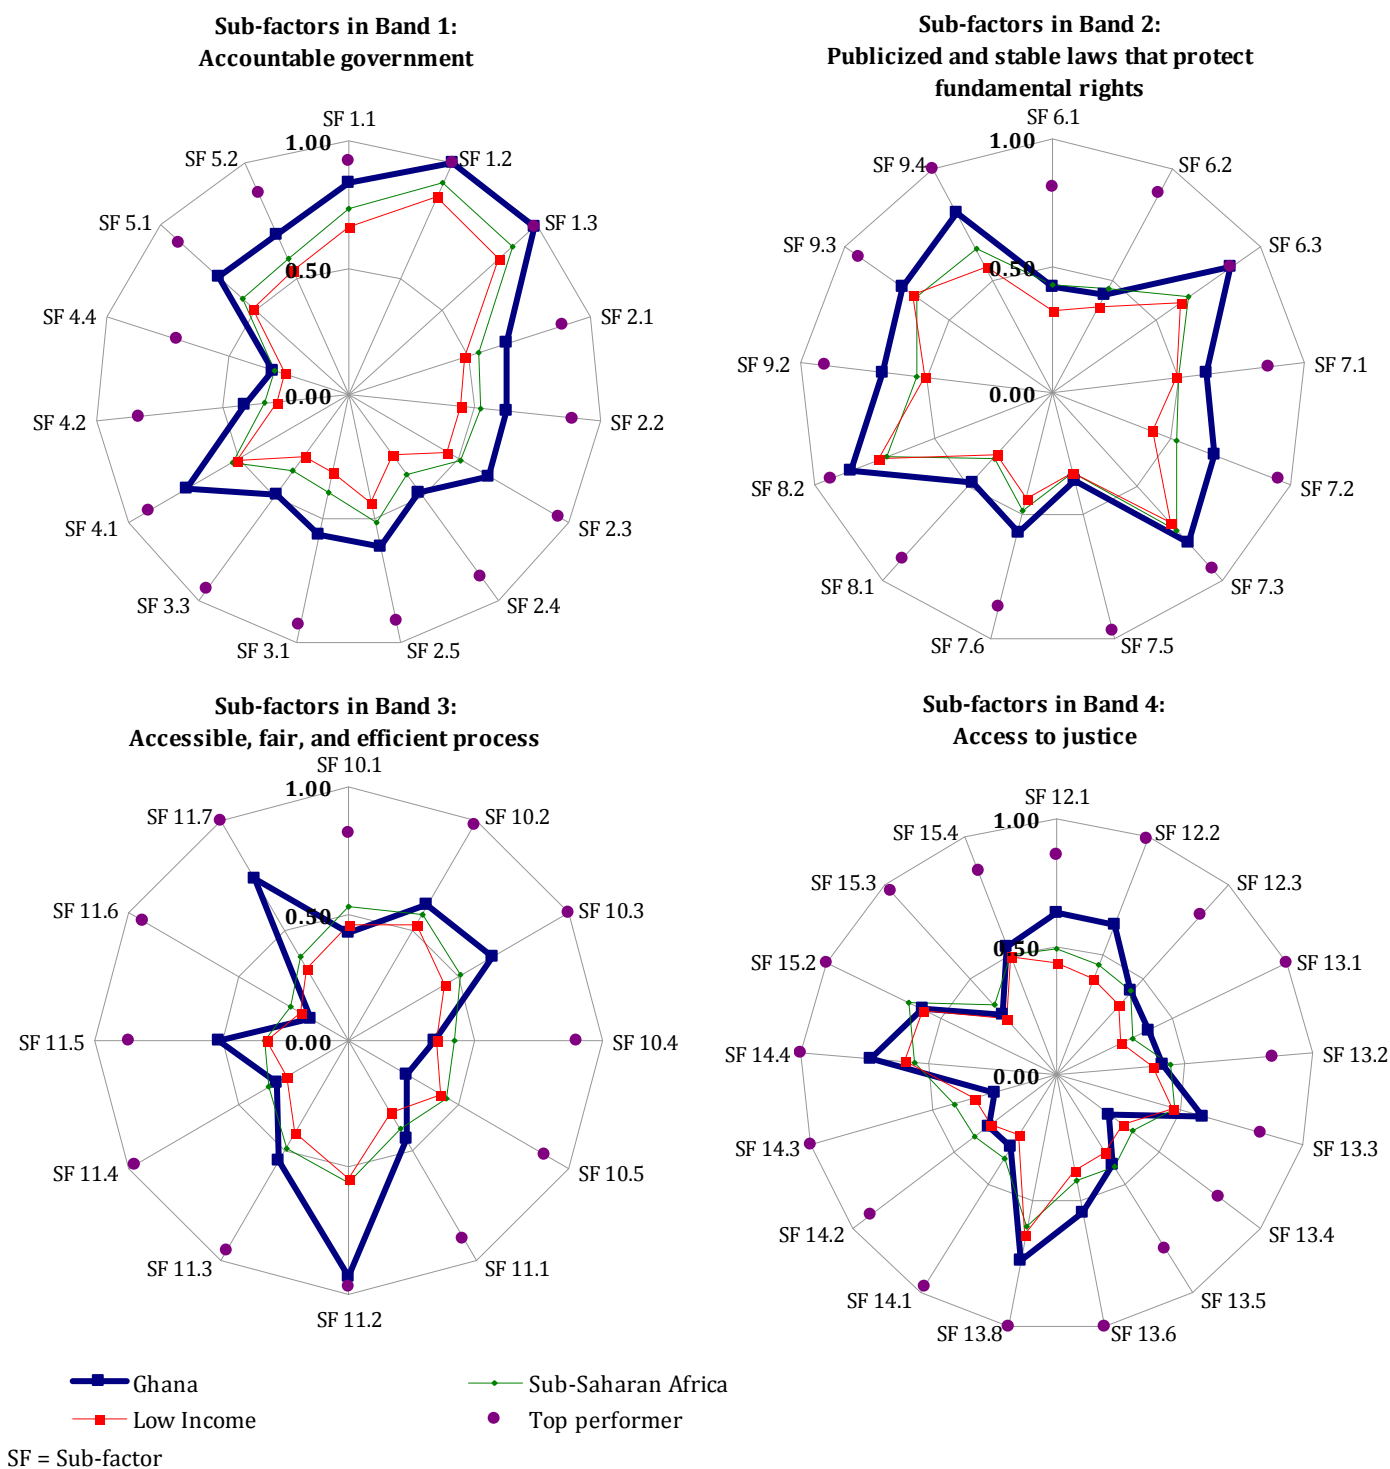 Sub-factors in Band 1:
Accountable government
SF 1.1
1.00
SF 1.2
SF 1.3
SF 2.1
SF 2.2
SF 2.3
SF 2.4
SF 2.5
SF 3.1
SF 3.3
SF 4.1
SF 4.2
SF 4.4
SF 5.1
SF 5.2
0.50
0.00
Sub-factors in Band 2:
Publicized and stable laws that protect
fundamental rights
SF 6.1
1.00
SF 6.2
SF 6.3
SF 7.1
SF 7.2
SF 7.3
SF 7.5
SF 7.6
SF 8.1
SF 8.2
SF 9.2
SF 9.3
SF 9.4
0.50
0.00
Sub-factors in Band 3:
Accessible, fair, and efficient process
SF 10.1
1.00
SF 10.2
SF 10.3
SF 10.4
SF 10.5
SF 11.1
SF 11.2
SF 11.3
SF 11.4
SF 11.5
SF 11.6
SF 11.7
0.50
0.00
Sub-factors in Band 4:
Access to justice
SF 12.1
1.00
SF 12.2
SF 12.3
SF 13.1
SF 13.2
SF 13.3
SF 13.4
SF 13.5
SF 13.6
SF 13.8
SF 14.1
SF 14.2
SF 14.3
SF 14.4
SF 15.2
SF 15.3
SF 15.4
0.50
0.00
Ghana
Sub-Saharan Africa
Low Income
Top performer
SF = Sub-factor